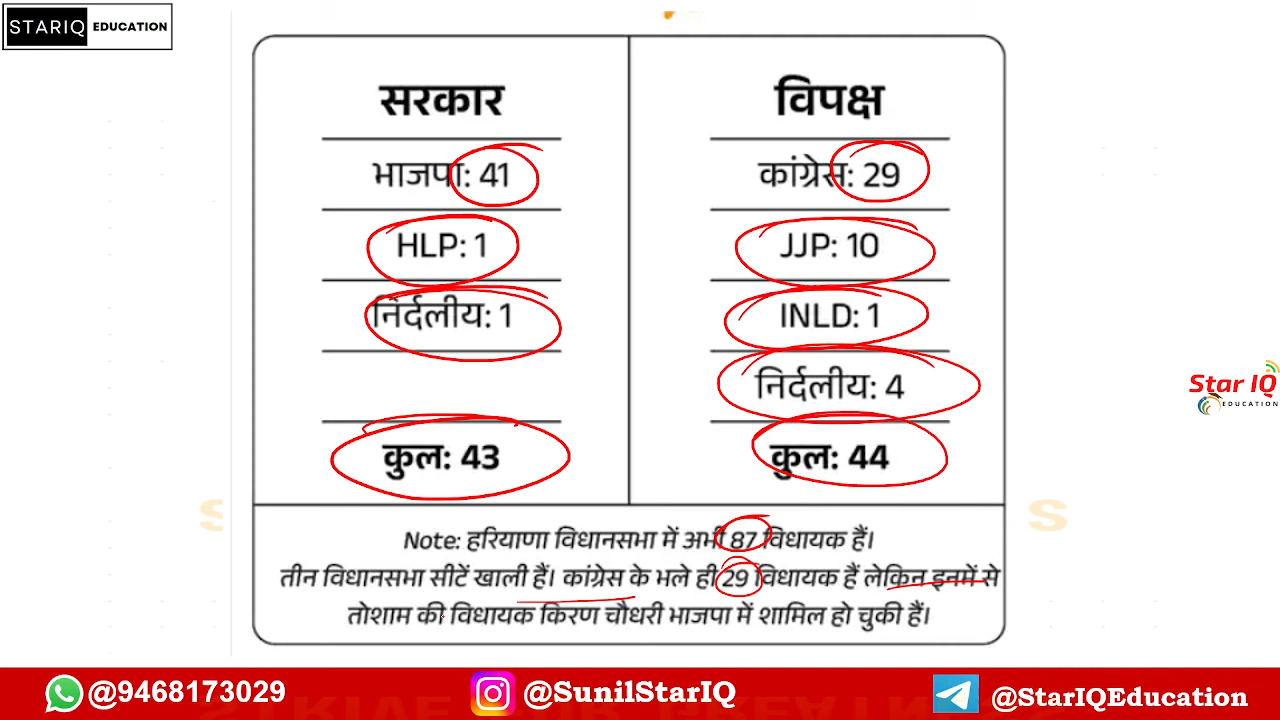 STARIQ EDUCATION
सरकार
भाजपा: 41
HLP: 1
निर्दलीय: 1
कुल: 43
विपक्ष
कांग्रेस: 29
JJP: 10
INLD: 1
निर्दलीय: 4
कुल: 44
Note: हरियाणा विधानसभा में अभी 87 विधायक हैं।
तीन विधानसभा सीटें खाली हैं। कांग्रेस के भले ही 29 विधायक हैं लेकिन इनमें से
तोशाम की विधायक किरण चौधरी भाजपा में शामिल हो चुकी हैं।
Star IQ
EDUCATION
@9468173029
@SunilStarIQ
@StarIQEducation